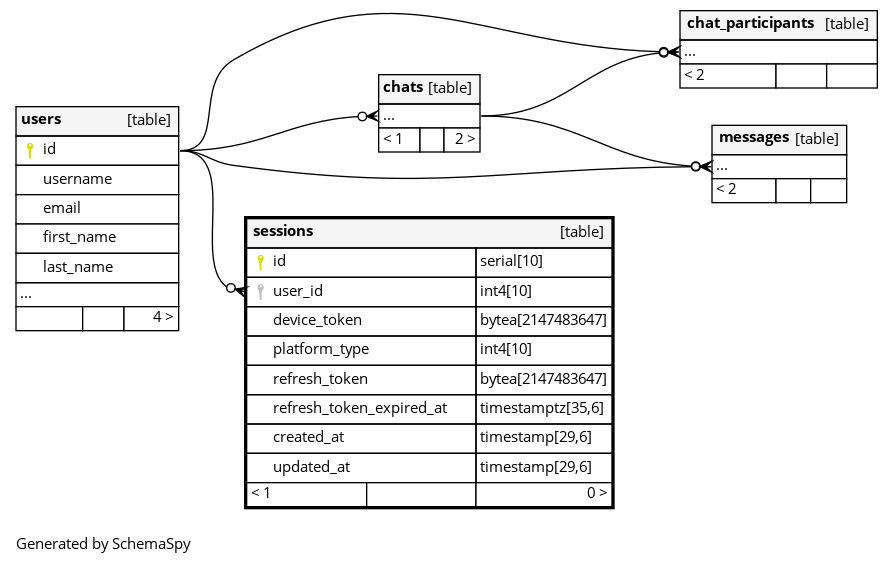 chat_participants [table]
...
< 2
chats [table]
...
< 1 2 >
users [table]
id
username
email
first_name
last_name
...
4 >
messages [table]
...
< 2
sessions [table]
id serial[10]
user_id int4[10]
device_token bytea[2147483647]
platform_type int4[10]
refresh_token bytea[2147483647]
refresh_token_expired_at timestamptz[35,6]
created_at timestamp[29,6]
updated_at timestamp[29,6]
< 1 0 >
Generated by SchemaSpy